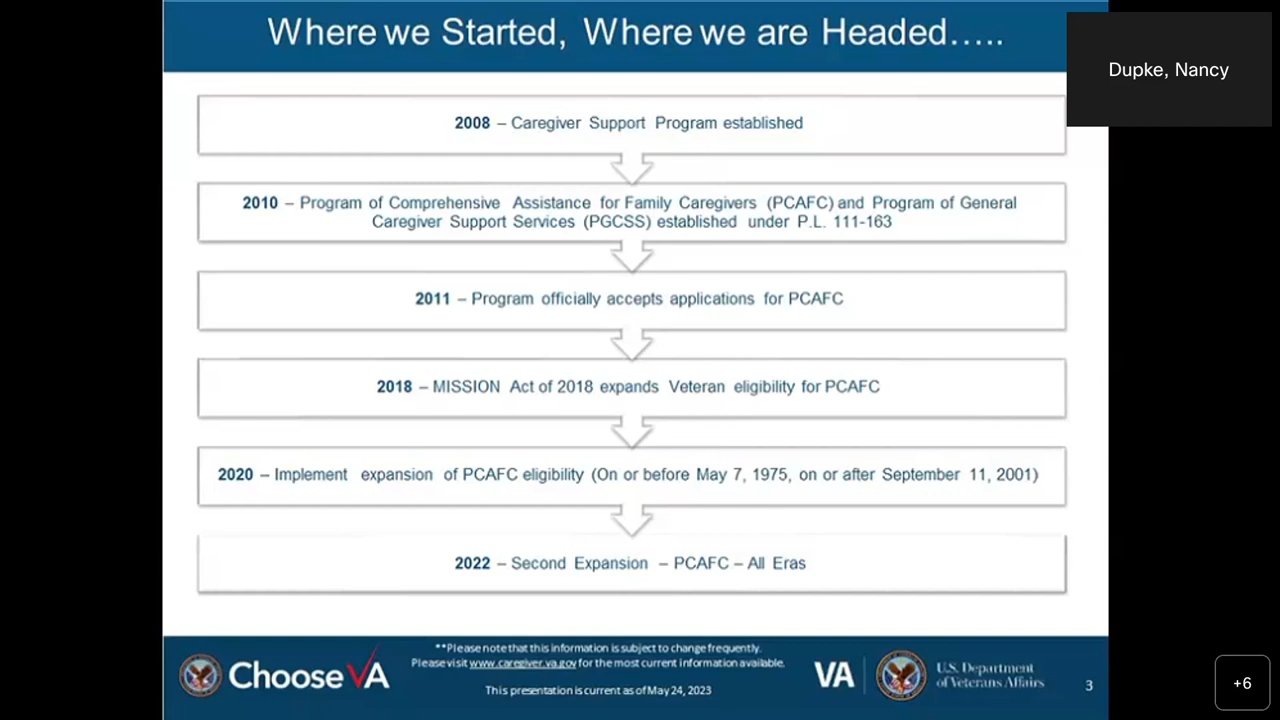 Where we Started, Where we are Headed…..
Dupke, Nancy
2008 – Caregiver Support Program established
2010 – Program of Comprehensive Assistance for Family Caregivers (PCAFC) and Program of General
Caregiver Support Services (PGCSS) established under P.L. 111-163
2011 – Program officially accepts applications for PCAFC
2018 – MISSION Act of 2018 expands Veteran eligibility for PCAFC
2020 – Implement expansion of PCAFC eligibility (On or before May 7, 1975, on or after September 11, 2001)
2022 – Second Expansion – PCAFC – All Eras
**Please note that this information is subject to change frequently.
Please visit www.caregiver.va.gov for the most current information available.
This presentation is current as of May 24, 2023
Choose VA
VA
U.S. Department
of Veterans Affairs
3
+6